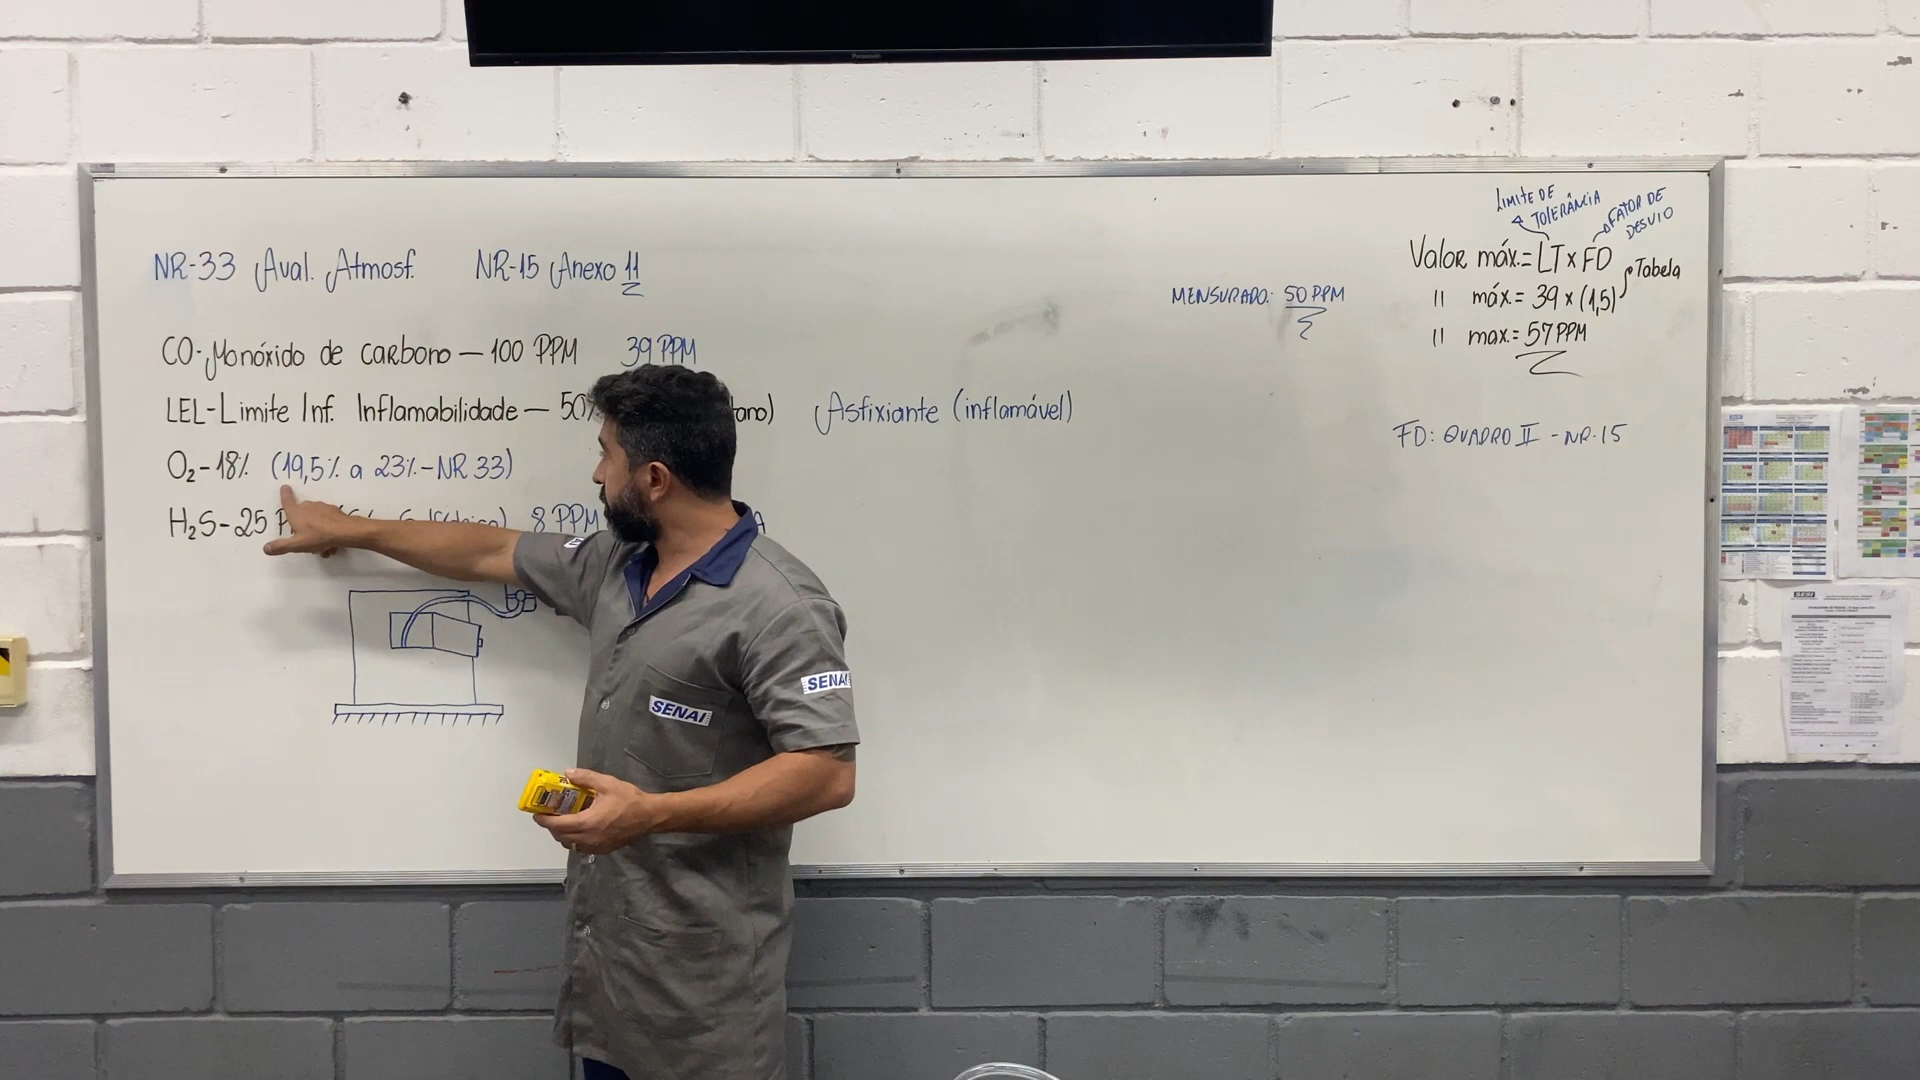 Panasonic
NR-33 Aval. Atmosf. NR-15 Anexo 11
CO-Monóxido de carbono — 100 PPM 39 PPM
LEL-Limite Inf. Inflamabilidade — 50% tano) Asfixiante (inflamável)
O2-18% (19,5% a 23% - NR 33)
H2S-25 8 PPM
MENSURADO: 50 PPM
LIMITE DE TOLERÂNCIA
FATOR DE DESVIO
Valor máx.= LT x FD
Tabela
" máx.= 39 x (1,5)
" max.= 57 PPM
FD: QUADRO II - NR.15
SENAI
SENAI
SESI